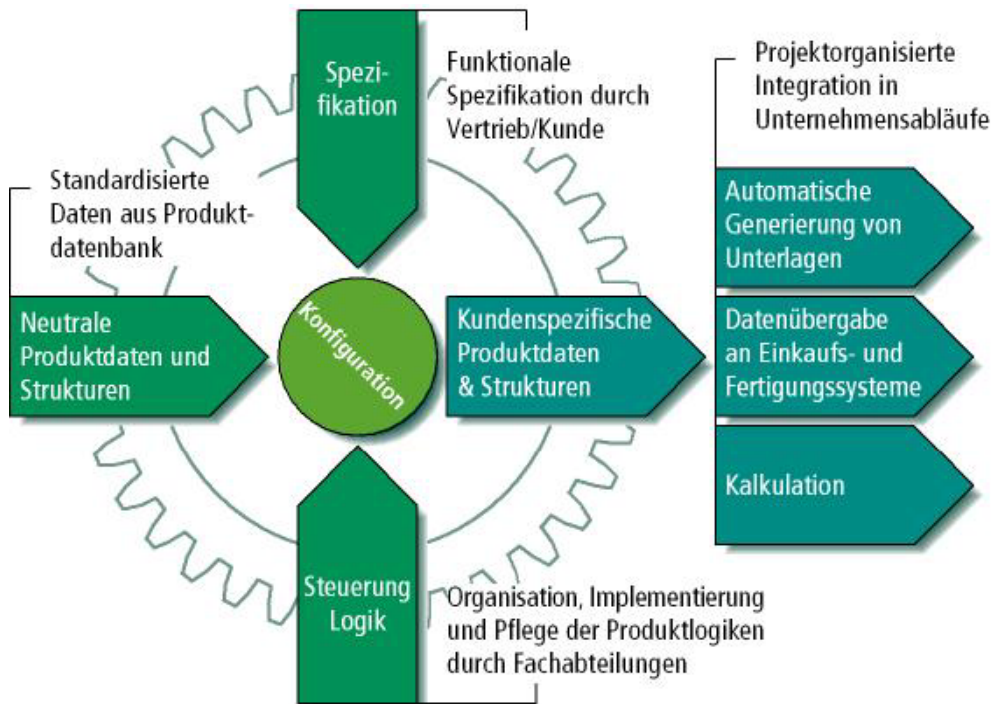 Spezi-
fikation
Funktionale
Spezifikation durch
Vertrieb/Kunde
Projektorganisierte
Integration in
Unternehmensabläufe
Standardisierte
Daten aus Produkt-
datenbank
Neutrale
Produktdaten und
Strukturen
Konfiguration
Kundenspezifische
Produktdaten
& Strukturen
Automatische
Generierung von
Unterlagen
Datenübergabe
an Einkaufs- und
Fertigungssysteme
Kalkulation
Steuerung
Logik
Organisation, Implementierung
und Pflege der Produktlogiken
durch Fachabteilungen